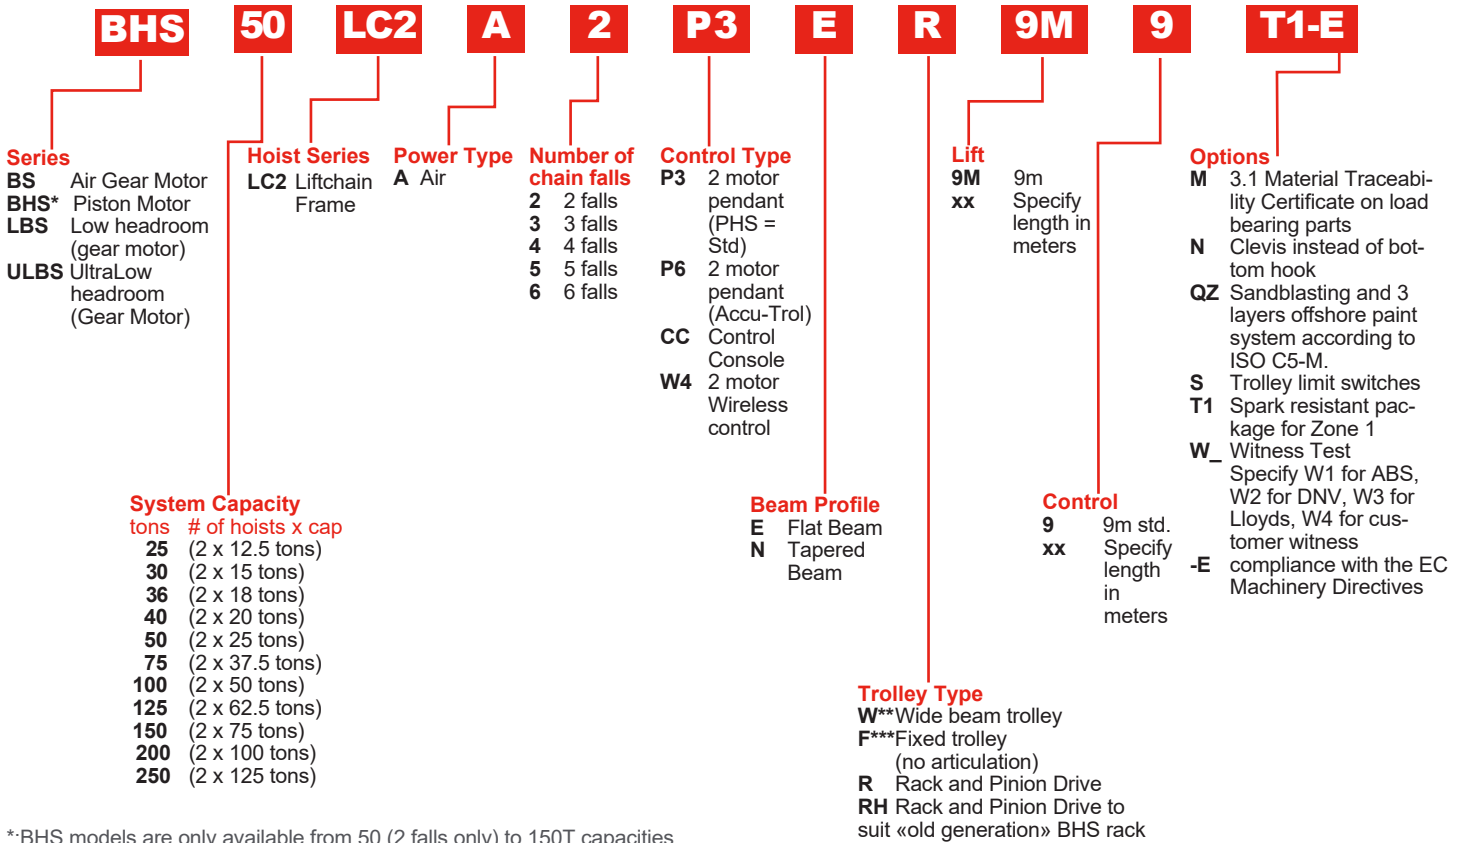 BHS 50 LC2 A 2 P3 E R 9M 9 T1-E
Series
BS Air Gear Motor
BHS* Piston Motor
LBS Low headroom
(gear motor)
ULBS UltraLow
headroom
(Gear Motor)
Hoist Series
LC2 Liftchain
Frame
Power Type
A Air
Number of
chain falls
2 2 falls
3 3 falls
4 4 falls
5 5 falls
6 6 falls
Control Type
P3 2 motor
pendant
(PHS =
Std)
P6 2 motor
pendant
(Accu-Trol)
CC Control
Console
W4 2 motor
Wireless
control
Lift
9M 9m
xx Specify
length in
meters
Options
M 3.1 Material Traceabi-
lity Certificate on load
bearing parts
N Clevis instead of bot-
tom hook
QZ Sandblasting and 3
layers offshore paint
system according to
ISO C5-M.
S Trolley limit switches
T1 Spark resistant pac-
kage for Zone 1
W_ Witness Test
Specify W1 for ABS,
W2 for DNV, W3 for
Lloyds, W4 for cus-
tomer witness
-E compliance with the EC
Machinery Directives
System Capacity
tons # of hoists x cap
25 (2 x 12.5 tons)
30 (2 x 15 tons)
36 (2 x 18 tons)
40 (2 x 20 tons)
50 (2 x 25 tons)
75 (2 x 37.5 tons)
100 (2 x 50 tons)
125 (2 x 62.5 tons)
150 (2 x 75 tons)
200 (2 x 100 tons)
250 (2 x 125 tons)
Beam Profile
E Flat Beam
N Tapered
Beam
Control
9 9m std.
xx Specify
length
in
meters
Trolley Type
W** Wide beam trolley
F*** Fixed trolley
(no articulation)
R Rack and Pinion Drive
RH Rack and Pinion Drive to
suit «old generation» BHS rack
*:BHS models are only available from 50 (2 falls only) to 150T capacities